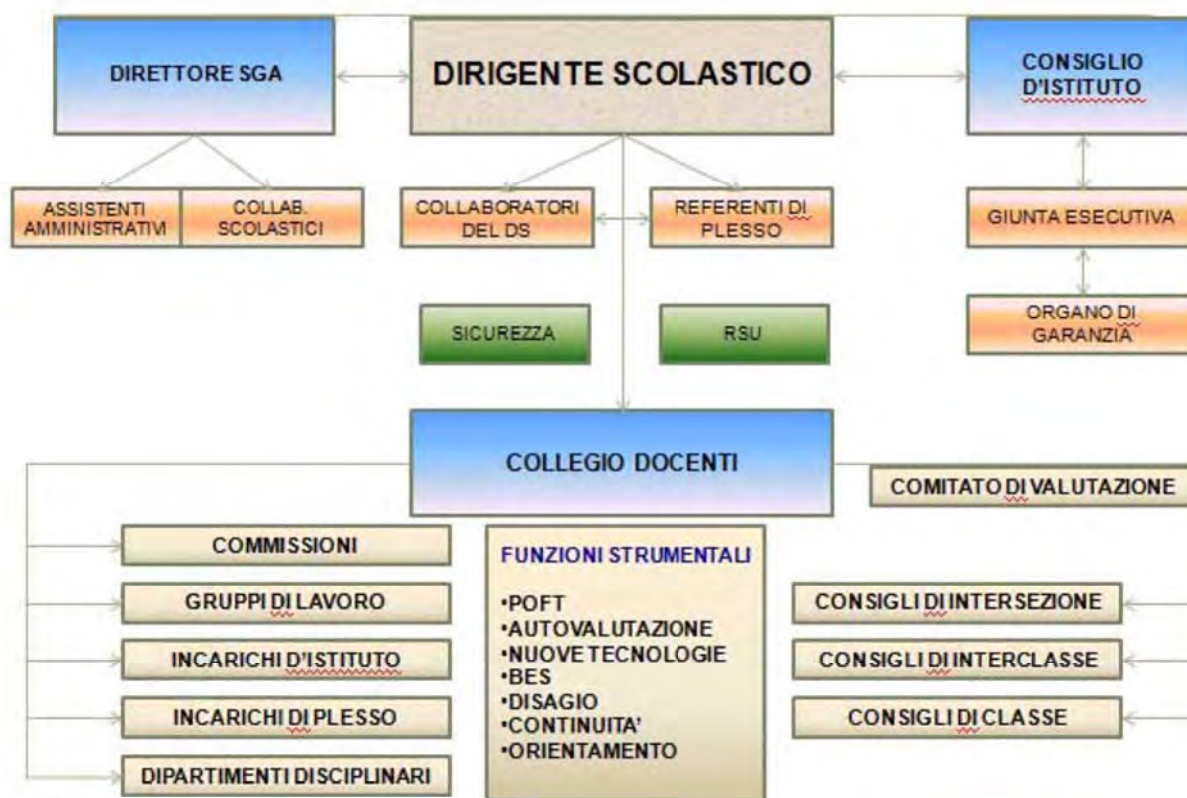 DIRETTORE SGA
DIRIGENTE SCOLASTICO
CONSIGLIO
D'ISTITUTO
ASSISTENTI
AMMINISTRATIVI
COLLAB.
SCOLASTICI
COLLABORATORI
DEL DS
REFERENTI DI
PLESSO
GIUNTA ESECUTIVA
SICUREZZA
RSU
ORGANO DI
GARANZIA
COLLEGIO DOCENTI
COMITATO DI VALUTAZIONE
COMMISSIONI
GRUPPI DI LAVORO
INCARICHI D'ISTITUTO
INCARICHI DI PLESSO
DIPARTIMENTI DISCIPLINARI
FUNZIONI STRUMENTALI
•POFT
•AUTOVALUTAZIONE
•NUOVE TECNOLOGIE
•BES
•DISAGIO
•CONTINUITA'
•ORIENTAMENTO
CONSIGLI DI INTERSEZIONE
CONSIGLI DI INTERCLASSE
CONSIGLI DI CLASSE